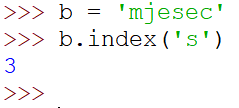 >>> b = 'mjesec'
>>> b.index('s')
3
>>>